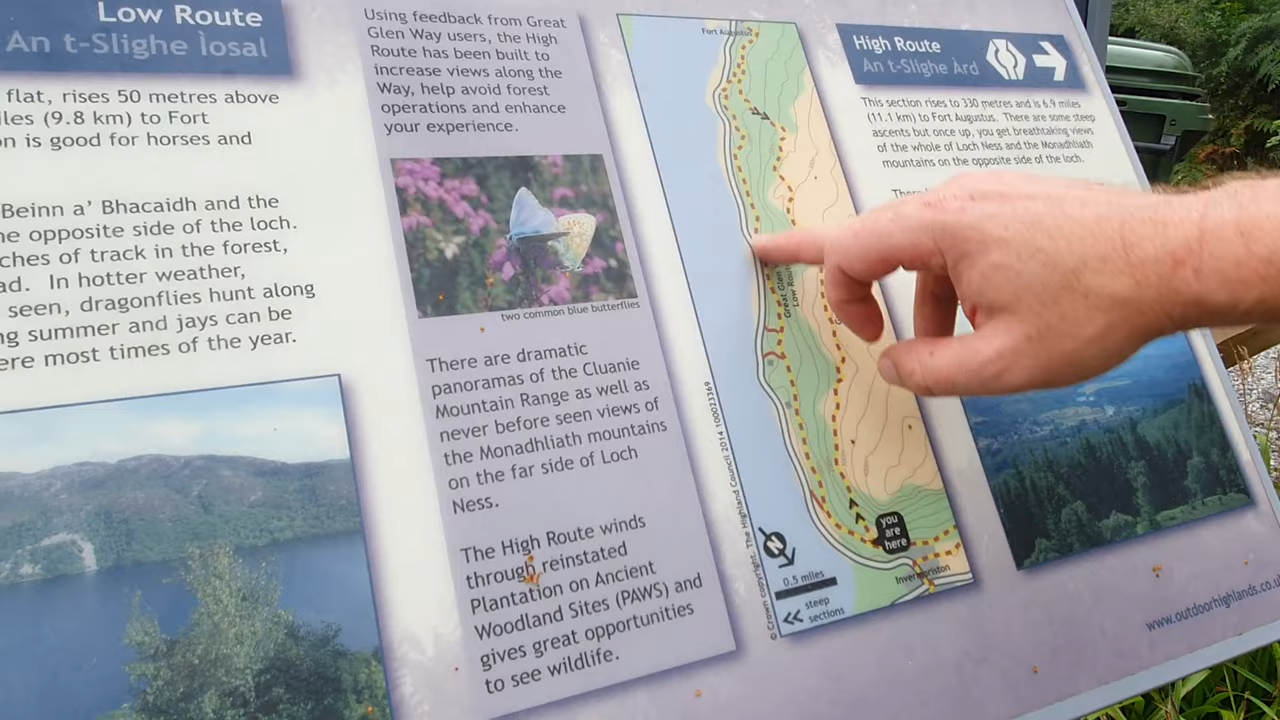 Low Route
An t-Slighe Ìosal
flat, rises 50 metres above
iles (9.8 km) to Fort
on is good for horses and
Beinn a' Bhacaidh and the
ne opposite side of the loch.
ches of track in the forest,
ad. In hotter weather,
seen, dragonflies hunt along
ng summer and jays can be
ere most times of the year.
Using feedback from Great
Glen Way users, the High
Route has been built to
increase views along the
Way, help avoid forest
operations and enhance
your experience.
two common blue butterflies
There are dramatic
panoramas of the Cluanie
Mountain Range as well as
never before seen views of
the Monadhliath mountains
on the far side of Loch
Ness.
The High Route winds
through reinstated
Plantation on Ancient
Woodland Sites (PAWS) and
gives great opportunities
to see wildlife.
Fort Augustus
Great Glen
Low Route
you
are
here
Invermoriston
N
0.5 miles
steep
sections
© Crown copyright. The Highland Council 2014 100023369
High Route
An t-Slighe Àrd
This section rises to 330 metres and is 6.9 miles
(11.1 km) to Fort Augustus. There are some steep
ascents but once up, you get breathtaking views
of the whole of Loch Ness and the Monadhliath
mountains on the opposite side of the loch.
www.outdoorhighlands.co.